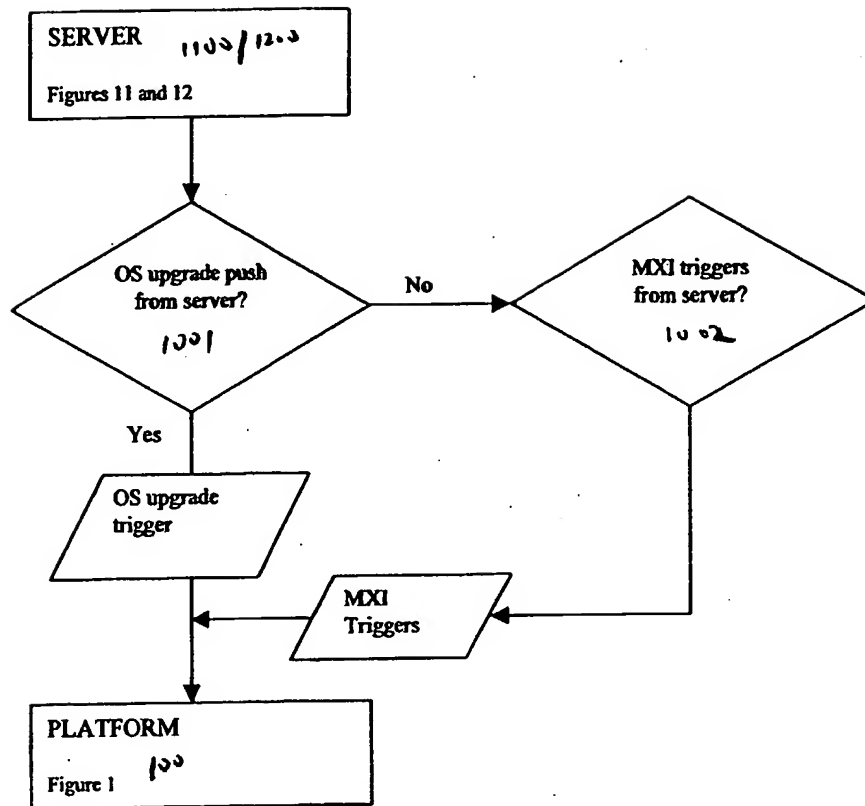 SERVER 1100/1200
Figures 11 and 12
OS upgrade push
from server?
1001
No
MXI triggers
from server?
1002
Yes
OS upgrade
trigger
MXI
Triggers
PLATFORM
Figure 1 100